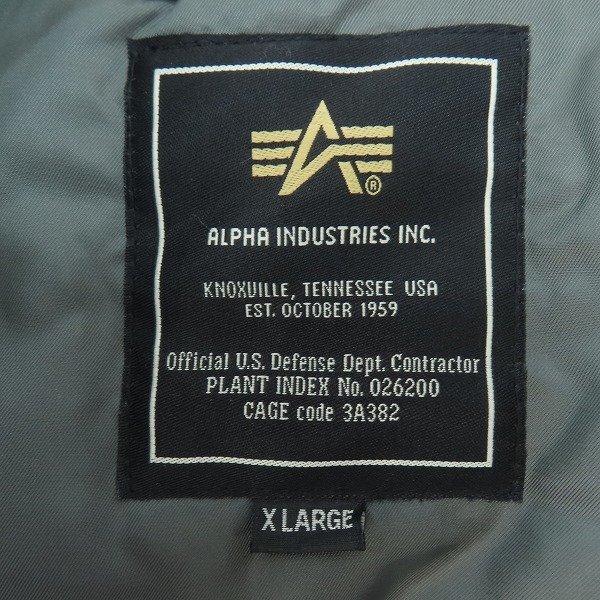 ®
ALPHA INDUSTRIES INC.
KNOXVILLE, TENNESSEE USA
EST. OCTOBER 1959
Official U.S. Defense Dept. Contractor
PLANT INDEX No. 026200
CAGE code 3A382
X LARGE